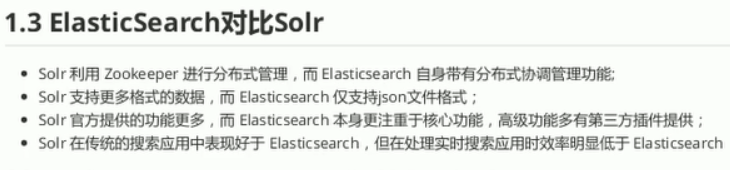 1.3 ElasticSearch对比Solr
• Solr 利用 Zookeeper 进行分布式管理，而 Elasticsearch 自身带有分布式协调管理功能;
• Solr 支持更多格式的数据，而 Elasticsearch 仅支持json文件格式；
• Solr 官方提供的功能更多，而 Elasticsearch 本身更注重于核心功能，高级功能多有第三方插件提供；
• Solr 在传统的搜索应用中表现好于 Elasticsearch，但在处理实时搜索应用时效率明显低于 Elasticsearch